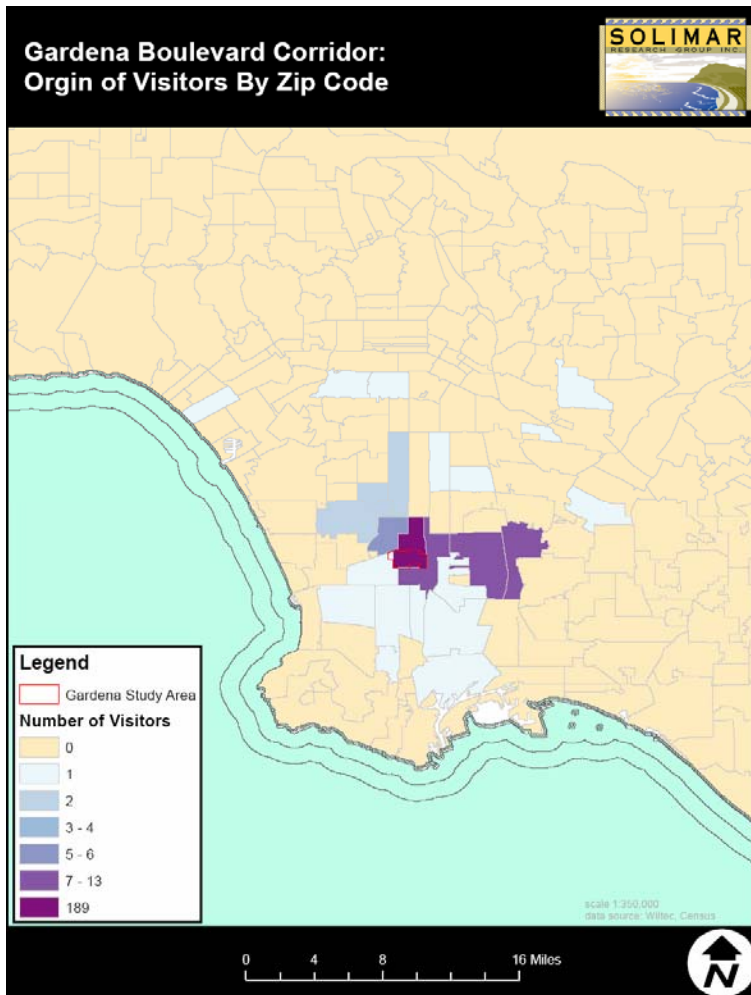 Gardena Boulevard Corridor:
Orgin of Visitors By Zip Code
SOLIMAR
RESEARCH GROUP INC.
Legend
Gardena Study Area
Number of Visitors
0
1
2
3 - 4
5 - 6
7 - 13
189
scale 1:350,000
data source: Wiltec, Census
0 4 8 16 Miles
N